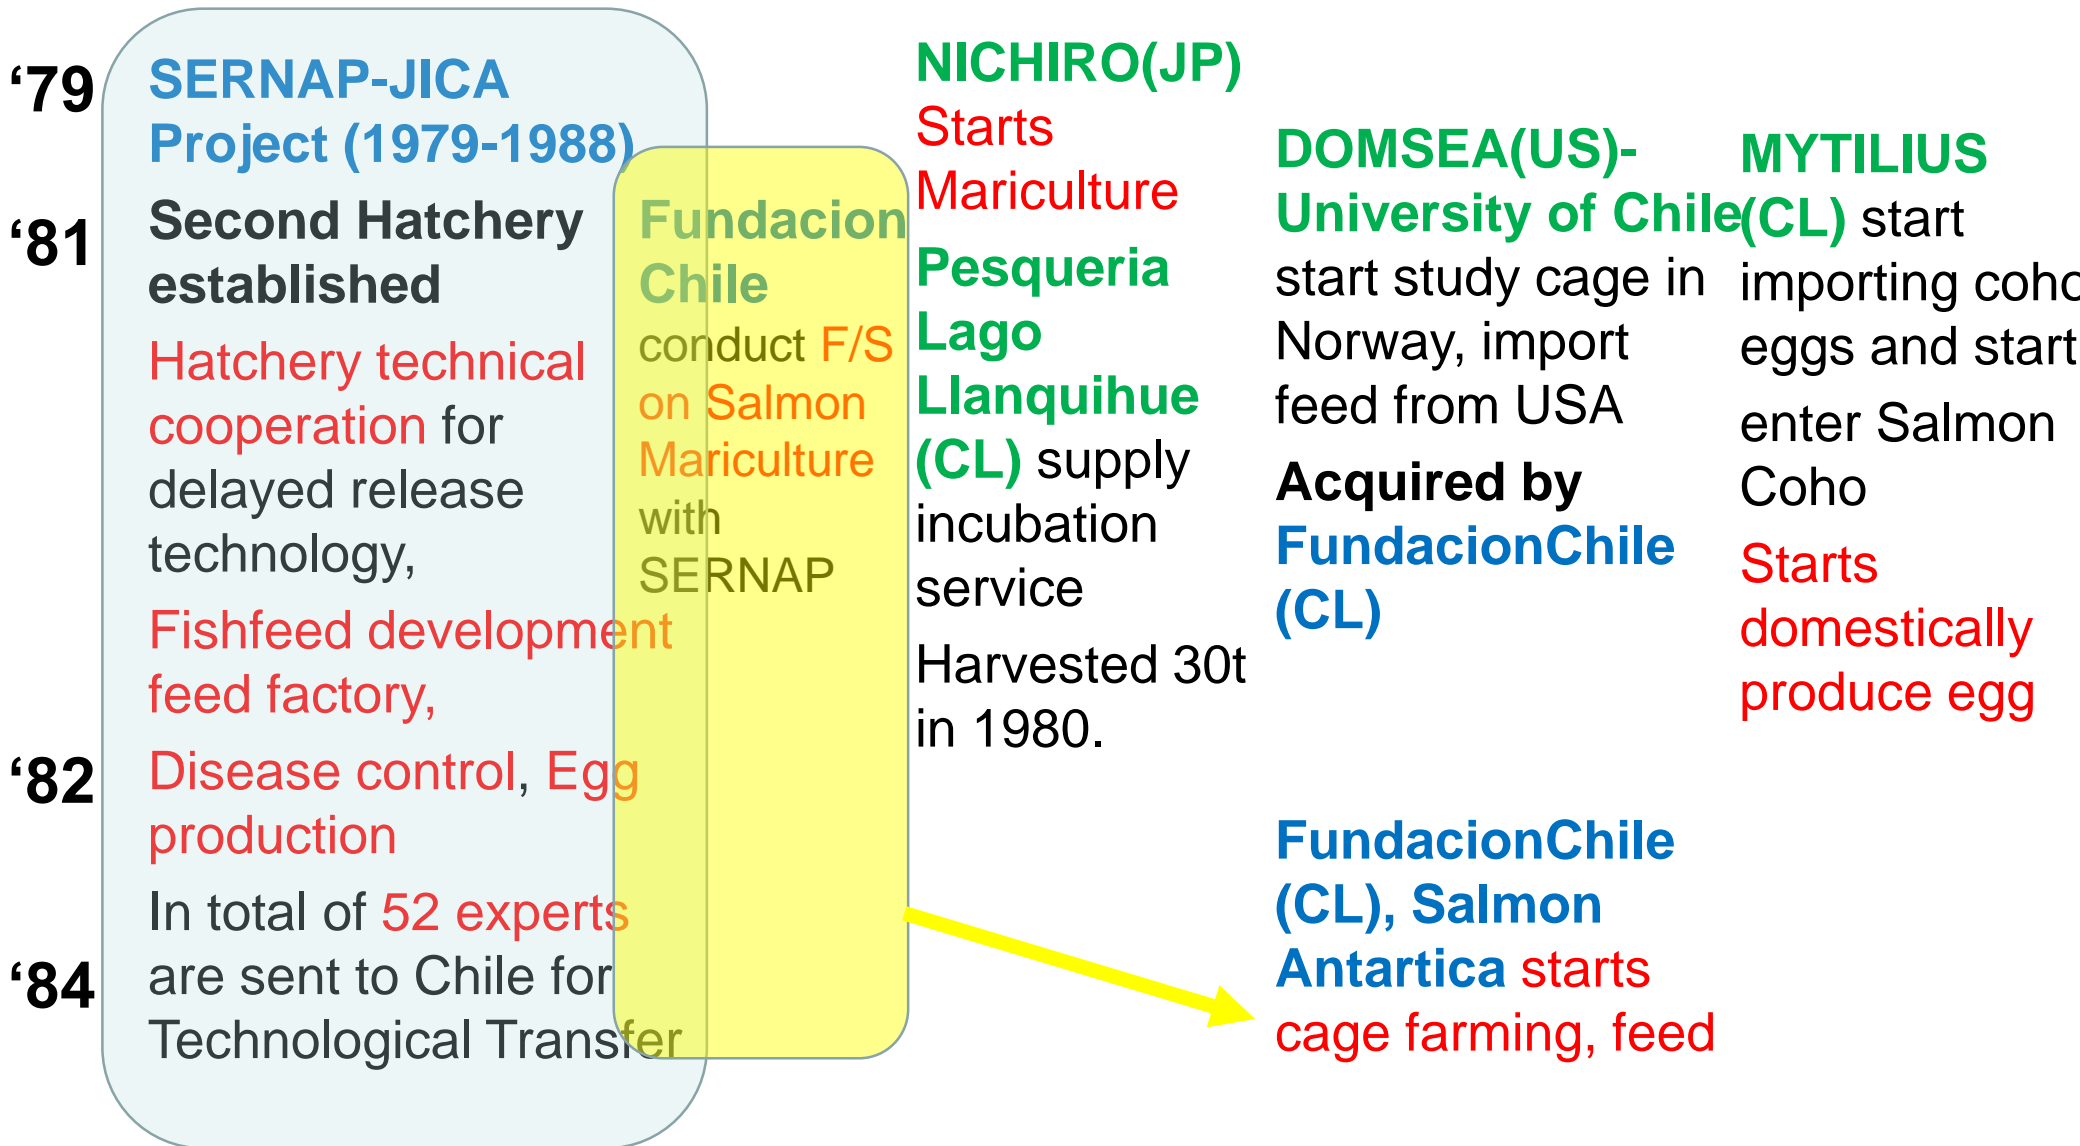 ‘79
SERNAP-JICA
Project (1979-1988)
‘81
Second Hatchery
established
Hatchery technical
cooperation for
delayed release
technology,
Fishfeed development
feed factory,
‘82
Disease control, Egg
production
‘84
In total of 52 experts
are sent to Chile for
Technological Transfer
Fundacion
Chile
conduct F/S
on Salmon
Mariculture
with
SERNAP
NICHIRO(JP)
Starts
Mariculture
Pesqueria
Lago
Llanquihue
(CL) supply
incubation
service
Harvested 30t
in 1980.
DOMSEA(US)-
University of Chile
start study cage in
Norway, import
feed from USA
Acquired by
FundacionChile
(CL)
FundacionChile
(CL), Salmon
Antartica starts
cage farming, feed
MYTILIUS
(CL) start
importing coho
eggs and start
enter Salmon
Coho
Starts
domestically
produce egg